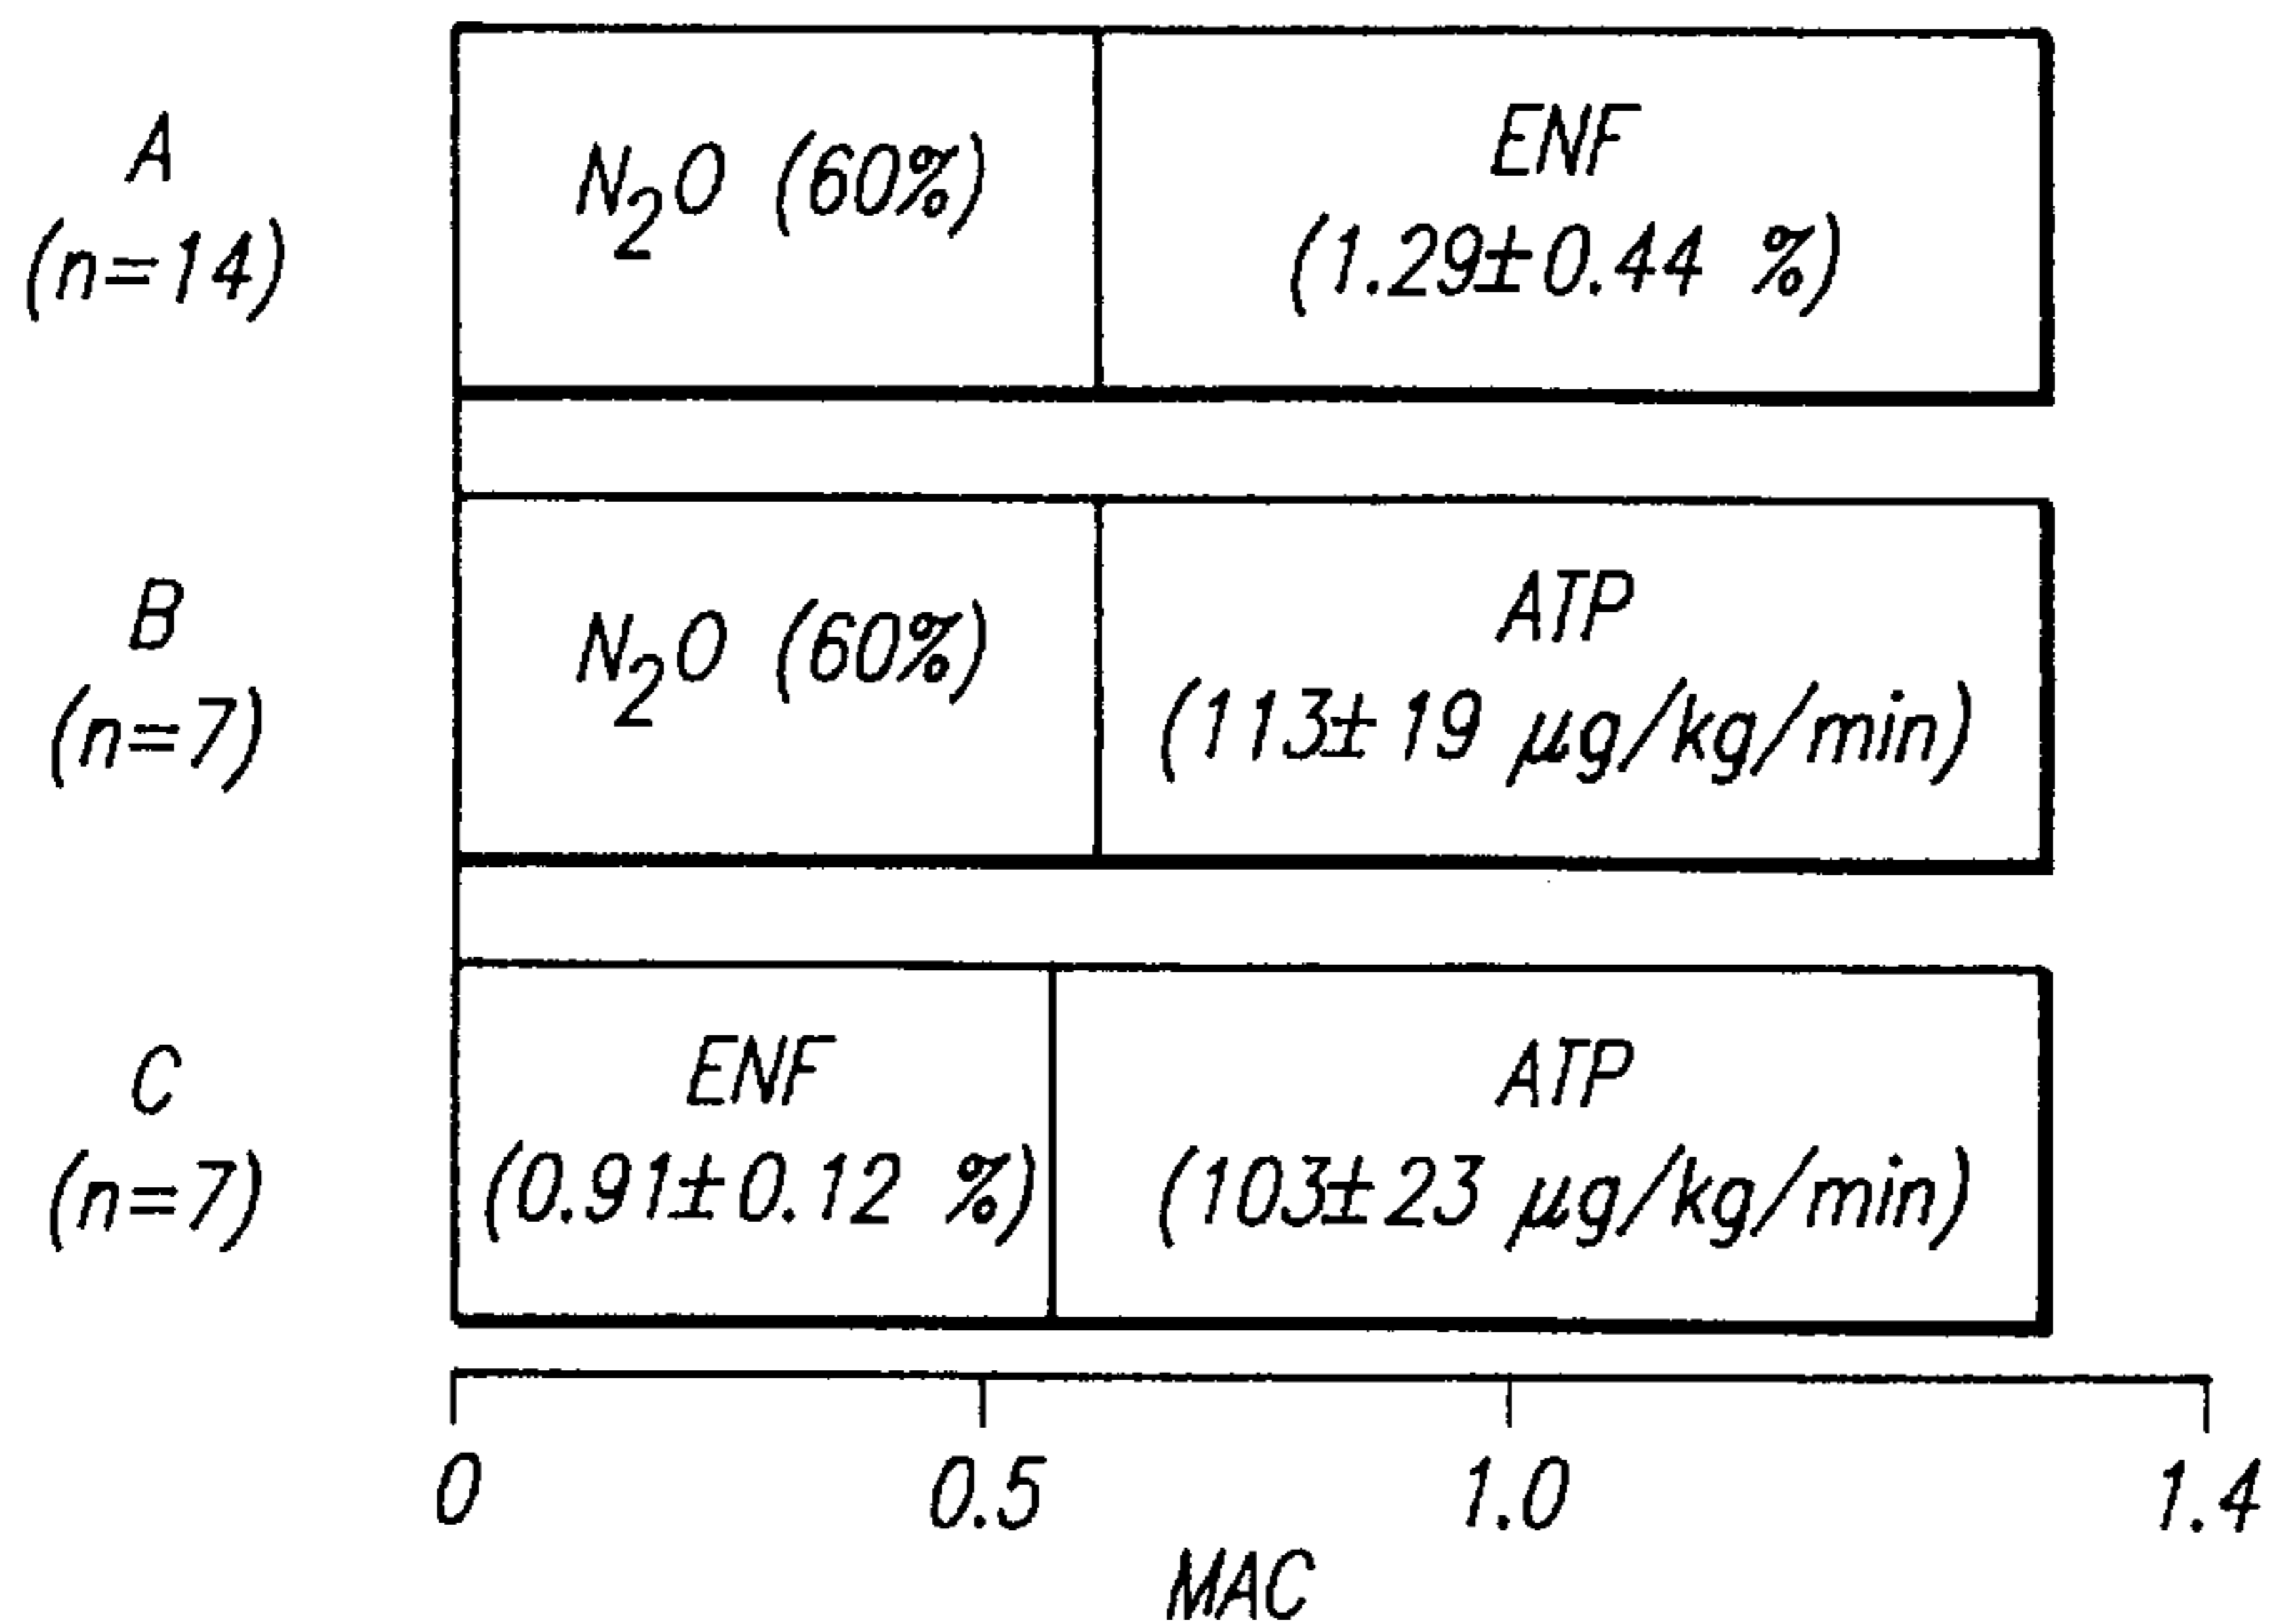 A
(n=14)
N₂O (60%)
ENF
(1.29±0.44 %)
B
(n=7)
N₂O (60%)
ATP
(113±19 μg/kg/min)
C
(n=7)
ENF
(0.91±0.12 %)
ATP
(103±23 μg/kg/min)
0 0.5 1.0 1.4
MAC